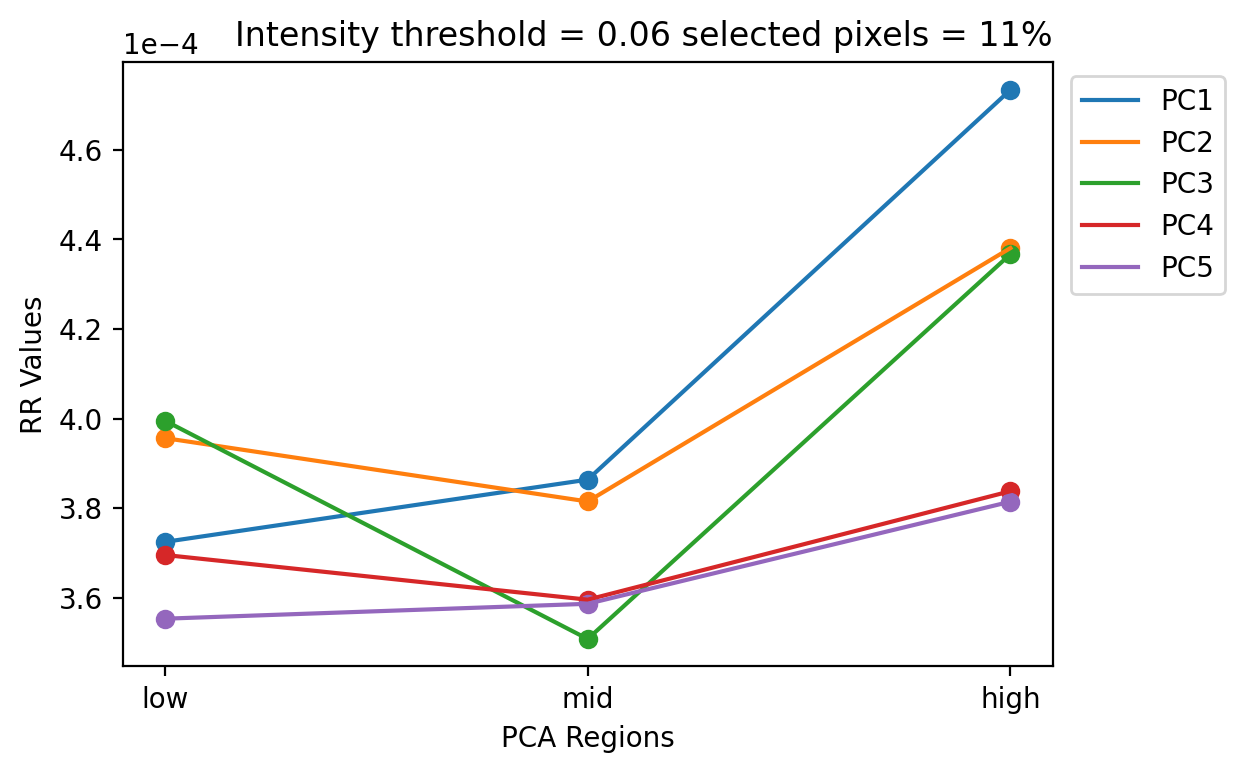 Intensity threshold = 0.06 selected pixels = 11%
1e−4
4.6
4.4
4.2
4.0
3.8
3.6
RR Values
low
mid
high
PCA Regions
PC1
PC2
PC3
PC4
PC5